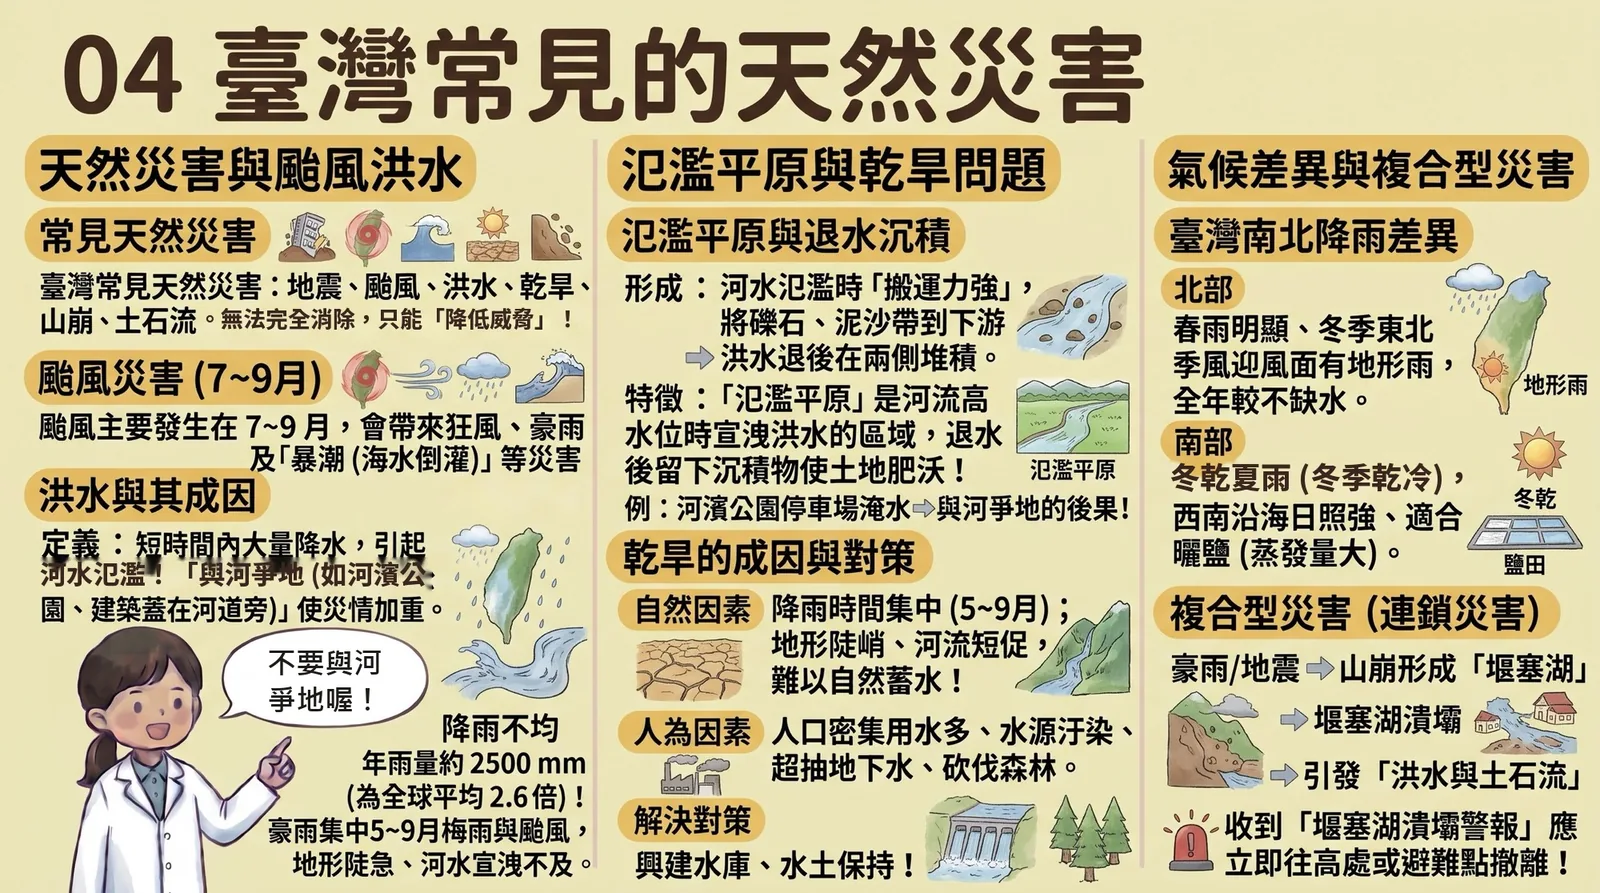 04 臺灣常見的天然災害
天然災害與颱風洪水
常見天然災害
臺灣常見天然災害：地震、颱風、洪水、乾旱、
山崩、土石流。無法完全消除，只能「降低威脅」！
颱風災害 (7~9月)
颱風主要發生在 7~9 月，會帶來狂風、豪雨
及「暴潮 (海水倒灌)」等災害
洪水與其成因
定義：短時間內大量降水，引起
河水氾濫！「與河爭地 (如河濱公
園、建築蓋在河道旁)」使災情加重。
不要與河
爭地喔！
降雨不均
年雨量約 2500 mm
(為全球平均 2.6 倍)！
豪雨集中5~9月梅雨與颱風，
地形陡急、河水宣洩不及。
氾濫平原與乾旱問題
氾濫平原與退水沉積
形成：河水氾濫時「搬運力強」，
將礫石、泥沙帶到下游
➡ 洪水退後在兩側堆積。
特徵：「氾濫平原」是河流高
水位時宣洩洪水的區域，退水
後留下沉積物使土地肥沃！
氾濫平原
例：河濱公園停車場淹水➡與河爭地的後果!
乾旱的成因與對策
自然因素
降雨時間集中 (5~9月)；
地形陡峭、河流短促，
難以自然蓄水！
人為因素
人口密集用水多、水源汙染、
超抽地下水、砍伐森林。
解決對策
興建水庫、水土保持！
氣候差異與複合型災害
臺灣南北降雨差異
北部
春雨明顯、冬季東北
季風迎風面有地形雨，
全年較不缺水。
地形雨
南部
冬乾夏雨 (冬季乾冷)，
西南沿海日照強、適合
曬鹽 (蒸發量大)。
冬乾
鹽田
複合型災害 (連鎖災害)
豪雨/地震 ➡ 山崩形成「堰塞湖」
➡ 堰塞湖潰壩
➡ 引發「洪水與土石流」
收到「堰塞湖潰壩警報」應
立即往高處或避難點撤離！